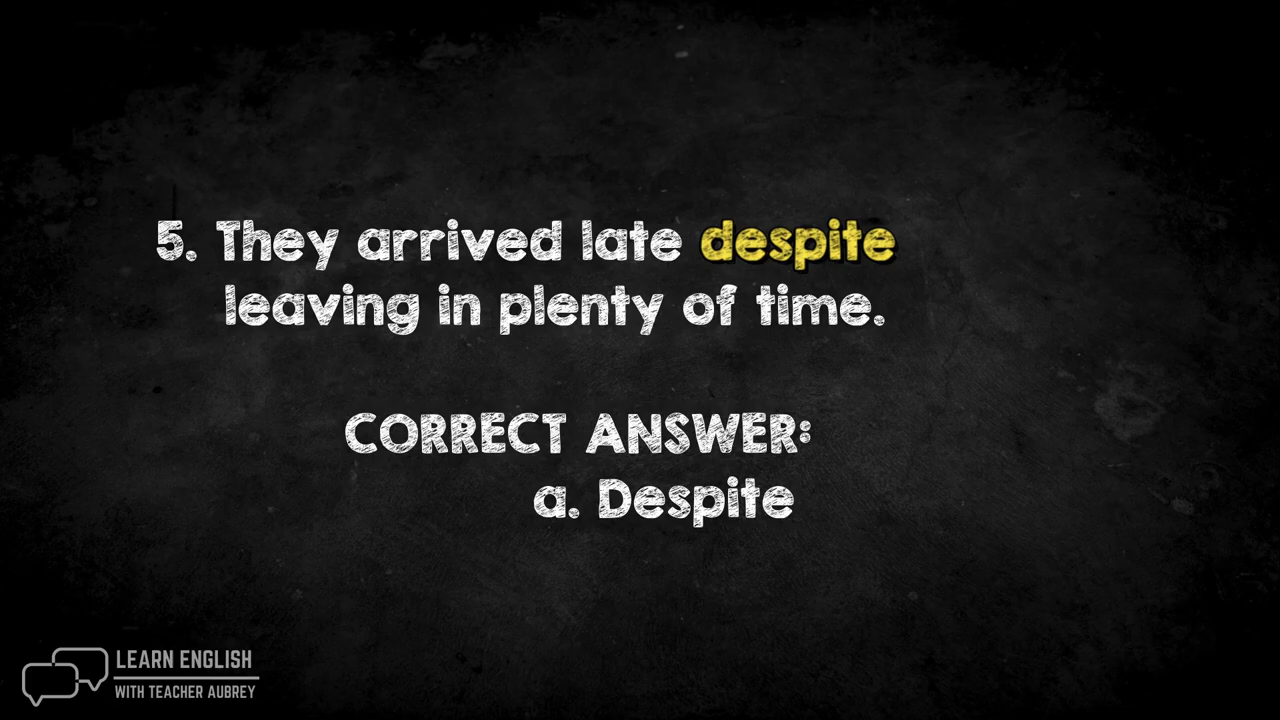 5. They arrived late despite
leaving in plenty of time.
CORRECT ANSWER:
a. Despite
LEARN ENGLISH
WITH TEACHER AUBREY